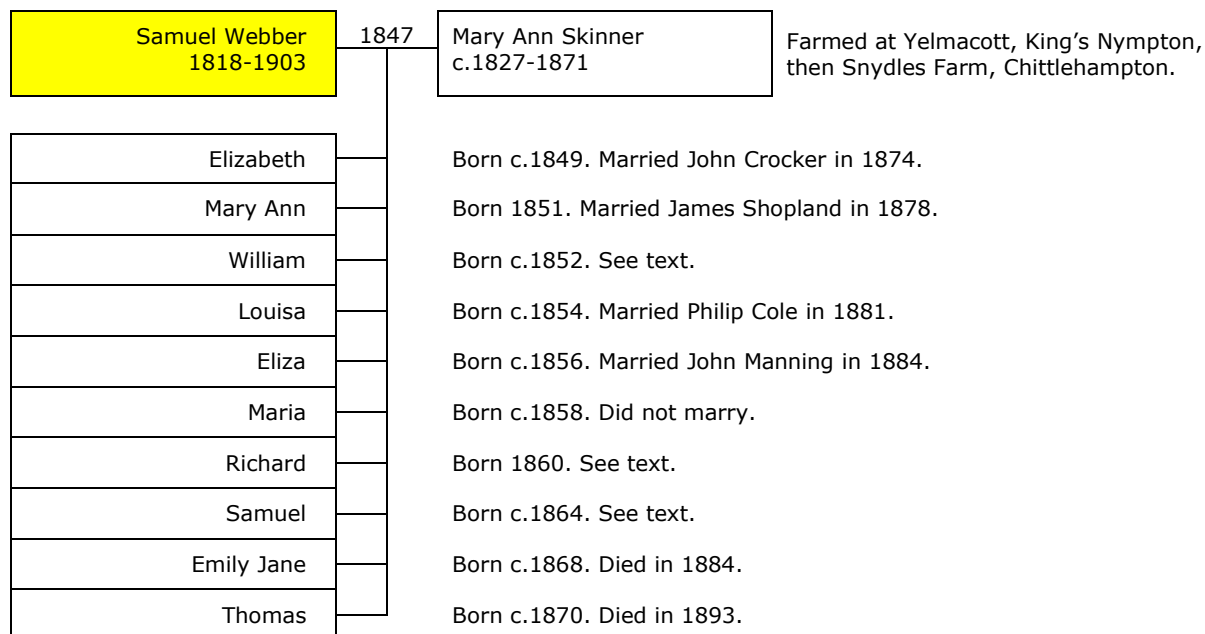 Samuel Webber
1818-1903
1847
Mary Ann Skinner
c.1827-1871
Farmed at Yelmacott, King's Nympton,
then Snydles Farm, Chittlehampton.
Elizabeth
Born c.1849. Married John Crocker in 1874.
Mary Ann
Born 1851. Married James Shopland in 1878.
William
Born c.1852. See text.
Louisa
Born c.1854. Married Philip Cole in 1881.
Eliza
Born c.1856. Married John Manning in 1884.
Maria
Born c.1858. Did not marry.
Richard
Born 1860. See text.
Samuel
Born c.1864. See text.
Emily Jane
Born c.1868. Died in 1884.
Thomas
Born c.1870. Died in 1893.